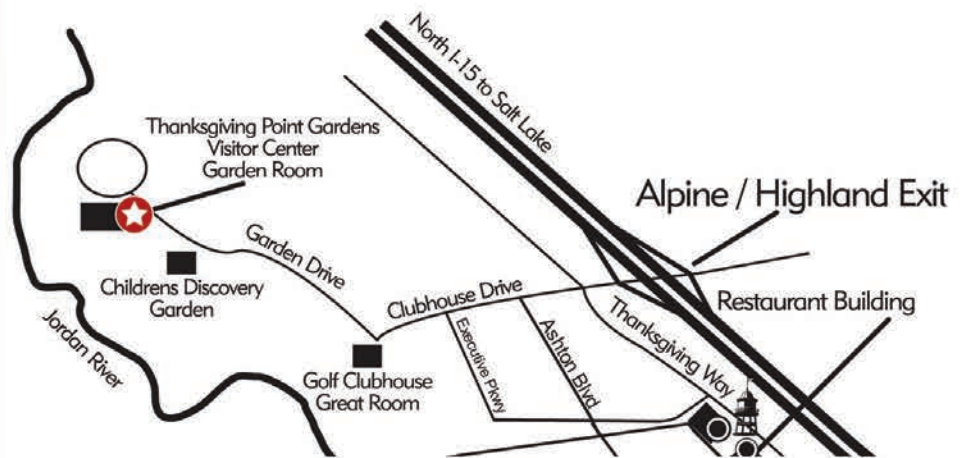 North I-15 to Salt Lake
Thanksgiving Point Gardens
Visitor Center
Garden Room
Alpine / Highland Exit
Garden Drive
Childrens Discovery
Garden
Clubhouse Drive
Restaurant Building
Jordan River
Executive Pkwy
Ashton Blvd
Thanksgiving Way
Golf Clubhouse
Great Room